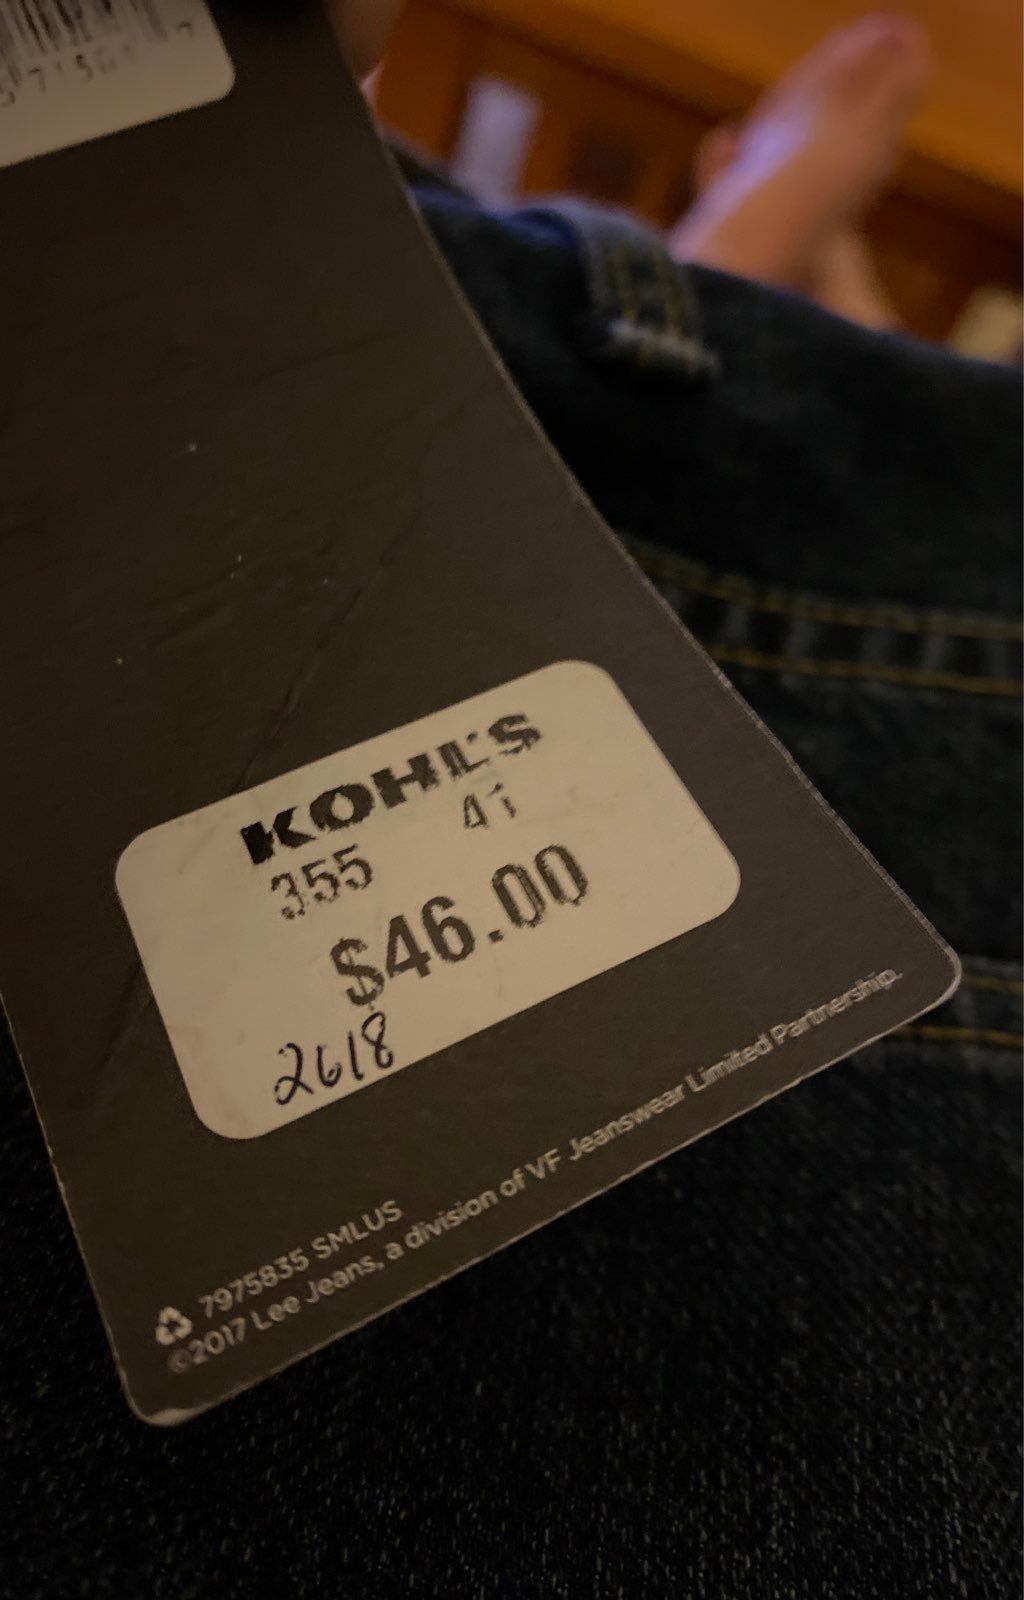 KOHL'S
355 41
$46.00
2618
7975835 SMLUS
©2017 Lee Jeans, a division of VF Jeanswear Limited Partnership.